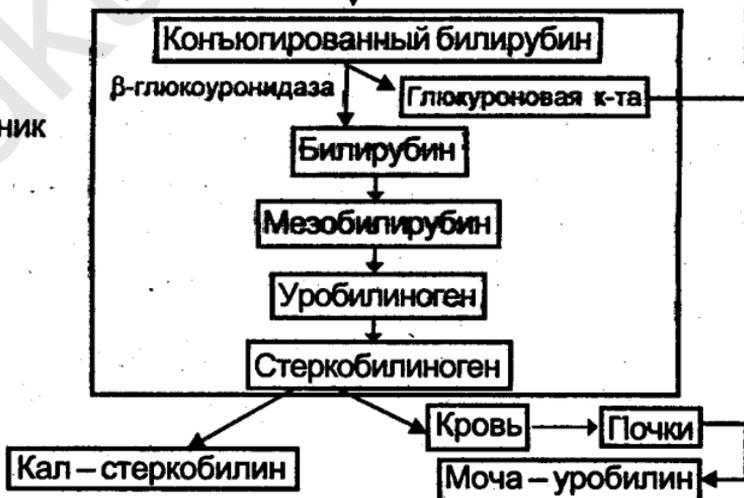 Конъюгированный билирубин
β-глюкоуронидаза
Глюкуроновая к-та
ник
Билирубин
Мезобилирубин
Уробилиноген
Стеркобилиноген
Кровь
Почки
Кал – стеркобилин
Моча – уробилин